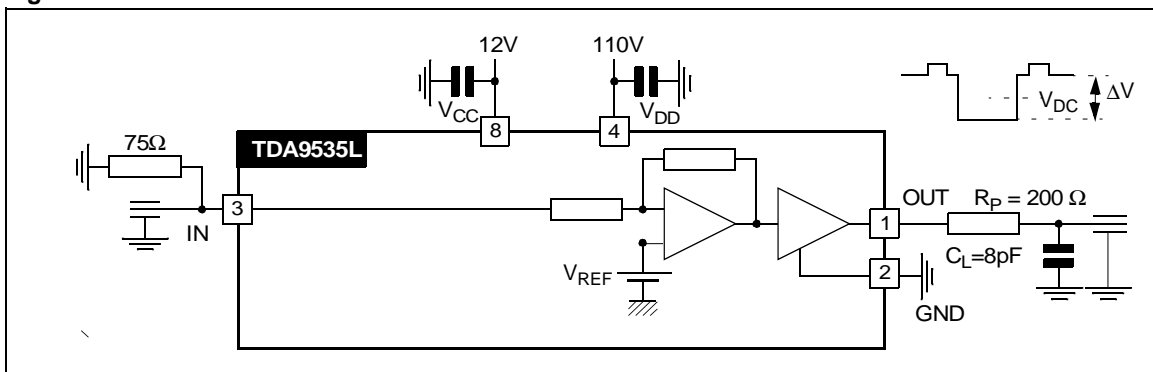 12V
110V
V_CC
V_DD
8
4
V_DC
ΔV
75Ω
TDA9535L
3
IN
V_REF
OUT
R_P = 200 Ω
1
2
C_L=8pF
GND